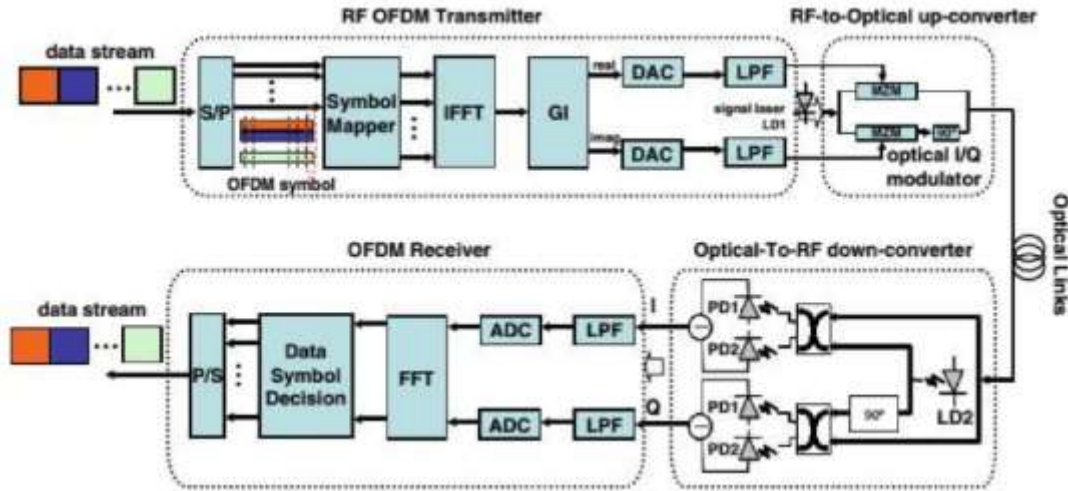 RF OFDM Transmitter
RF-to-Optical up-converter
data stream
S/P
OFDM symbol
Symbol
Mapper
IFFT
GI
real
imag
DAC
LPF
DAC
LPF
signal laser
LD1
MZM
MZM
90°
optical I/Q
modulator
Optical Links
OFDM Receiver
Optical-To-RF down-converter
data stream
P/S
Data
Symbol
Decision
FFT
ADC
LPF
I
ADC
LPF
Q
PD1
PD2
PD1
PD2
90°
LD2